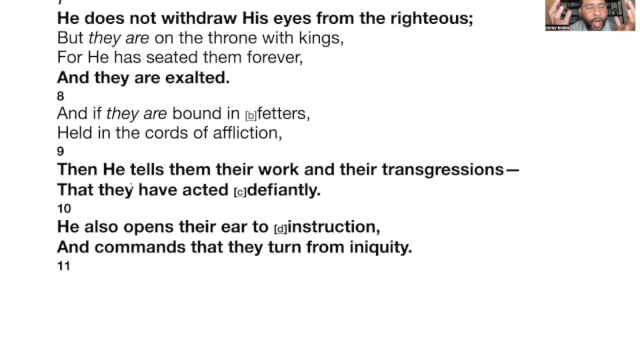 7
He does not withdraw His eyes from the righteous;
But they are on the throne with kings,
For He has seated them forever,
And they are exalted.
8
And if they are bound in [b]fetters,
Held in the cords of affliction,
9
Then He tells them their work and their transgressions—
That they have acted [c]defiantly.
10
He also opens their ear to [d]instruction,
And commands that they turn from iniquity.
11
corey evans